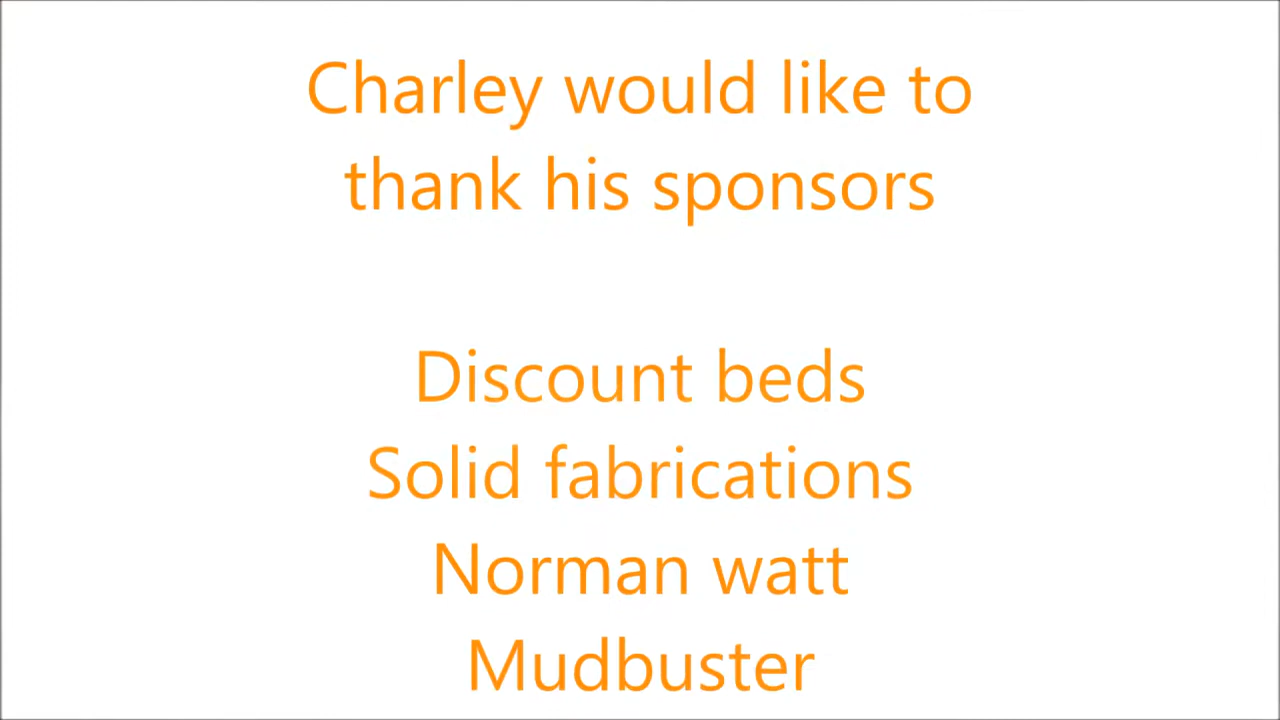 Charley would like to
thank his sponsors
Discount beds
Solid fabrications
Norman watt
Mudbuster